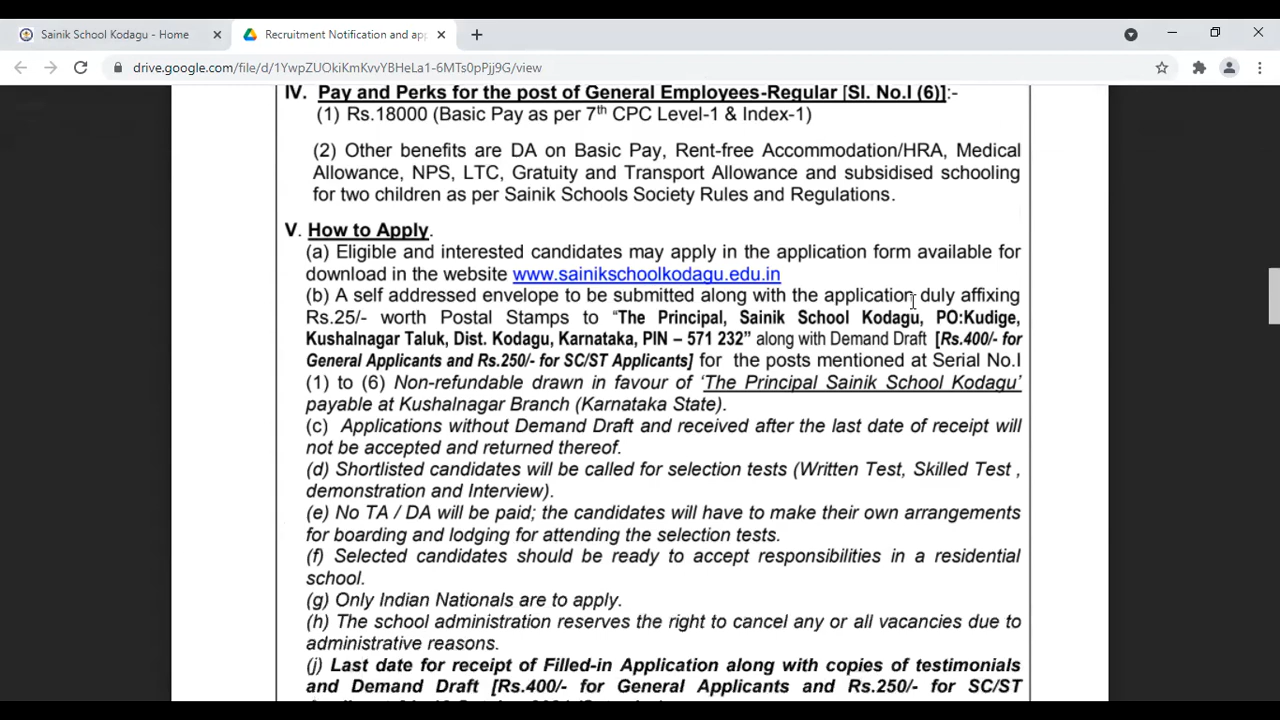 Sainik School Kodagu - Home
Recruitment Notification and app
drive.google.com/file/d/1YwpZUOkiKmKvvYBHeLa1-6MTs0pPjj9G/view
IV. Pay and Perks for the post of General Employees-Regular [Sl. No.I (6)]:-
(1) Rs.18000 (Basic Pay as per 7th CPC Level-1 & Index-1)
(2) Other benefits are DA on Basic Pay, Rent-free Accommodation/HRA, Medical
Allowance, NPS, LTC, Gratuity and Transport Allowance and subsidised schooling
for two children as per Sainik Schools Society Rules and Regulations.
V. How to Apply.
(a) Eligible and interested candidates may apply in the application form available for
download in the website www.sainikschoolkodagu.edu.in
(b) A self addressed envelope to be submitted along with the application duly affixing
Rs.25/- worth Postal Stamps to “The Principal, Sainik School Kodagu, PO:Kudige,
Kushalnagar Taluk, Dist. Kodagu, Karnataka, PIN – 571 232” along with Demand Draft [Rs.400/- for
General Applicants and Rs.250/- for SC/ST Applicants] for the posts mentioned at Serial No.I
(1) to (6) Non-refundable drawn in favour of ‘The Principal Sainik School Kodagu’
payable at Kushalnagar Branch (Karnataka State).
(c) Applications without Demand Draft and received after the last date of receipt will
not be accepted and returned thereof.
(d) Shortlisted candidates will be called for selection tests (Written Test, Skilled Test ,
demonstration and Interview).
(e) No TA / DA will be paid; the candidates will have to make their own arrangements
for boarding and lodging for attending the selection tests.
(f) Selected candidates should be ready to accept responsibilities in a residential
school.
(g) Only Indian Nationals are to apply.
(h) The school administration reserves the right to cancel any or all vacancies due to
administrative reasons.
(j) Last date for receipt of Filled-in Application along with copies of testimonials
and Demand Draft [Rs.400/- for General Applicants and Rs.250/- for SC/ST